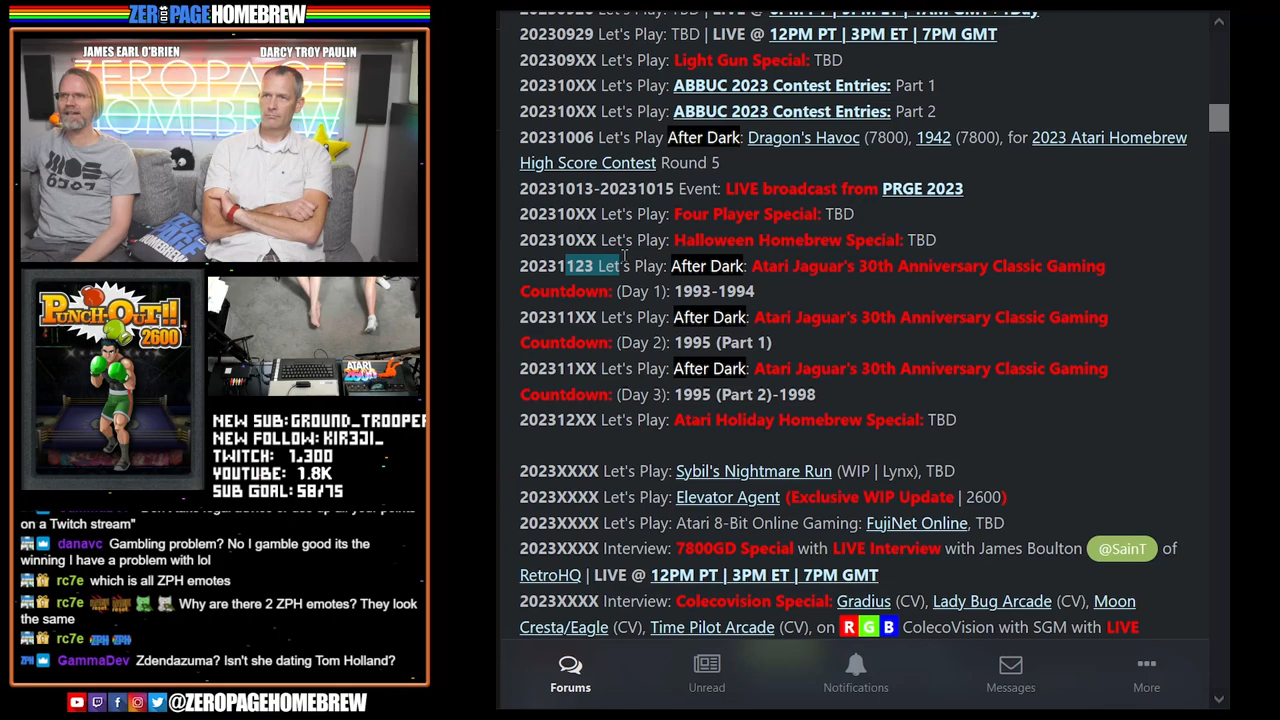 ZERO PAGE HOMEBREW
JAMES EARL O'BRIEN
DARCY TROY PAULIN
ZEROPAGE
HOMEBREW
MOS
6507
PUNCH-OUT!!
2600
ATARI
2600
NEW SUB:GROUND_TROOPER
NEW FOLLOW:KIR3JI_
TWITCH: 1,300
YOUTUBE: 1.8K
SUB GOAL:58/75
on a Twitch stream"
danavc Gambling problem? No I gamble good its the
winning I have a problem with lol
rc7e which is all ZPH emotes
rc7e Why are there 2 ZPH emotes? They look
the same
rc7e ZPH ZPH
GammaDev Zdendazuma? Isn't she dating Tom Holland?
@ZEROPAGEHOMEBREW
20230929 Let's Play: TBD | LIVE @ 12PM PT | 3PM ET | 7PM GMT
202309XX Let's Play: Light Gun Special: TBD
202310XX Let's Play: ABBUC 2023 Contest Entries: Part 1
202310XX Let's Play: ABBUC 2023 Contest Entries: Part 2
20231006 Let's Play After Dark: Dragon's Havoc (7800), 1942 (7800), for 2023 Atari Homebrew
High Score Contest Round 5
20231013-20231015 Event: LIVE broadcast from PRGE 2023
202310XX Let's Play: Four Player Special: TBD
202310XX Let's Play: Halloween Homebrew Special: TBD
20231123 Let's Play: After Dark: Atari Jaguar's 30th Anniversary Classic Gaming
Countdown: (Day 1): 1993-1994
202311XX Let's Play: After Dark: Atari Jaguar's 30th Anniversary Classic Gaming
Countdown: (Day 2): 1995 (Part 1)
202311XX Let's Play: After Dark: Atari Jaguar's 30th Anniversary Classic Gaming
Countdown: (Day 3): 1995 (Part 2)-1998
202312XX Let's Play: Atari Holiday Homebrew Special: TBD
2023XXXX Let's Play: Sybil's Nightmare Run (WIP | Lynx), TBD
2023XXXX Let's Play: Elevator Agent (Exclusive WIP Update | 2600)
2023XXXX Let's Play: Atari 8-Bit Online Gaming: FujiNet Online, TBD
2023XXXX Interview: 7800GD Special with LIVE Interview with James Boulton @SainT of
RetroHQ | LIVE @ 12PM PT | 3PM ET | 7PM GMT
2023XXXX Interview: Colecovision Special: Gradius (CV), Lady Bug Arcade (CV), Moon
Cresta/Eagle (CV), Time Pilot Arcade (CV), on R G B ColecoVision with SGM with LIVE
Forums
Unread
Notifications
Messages
More